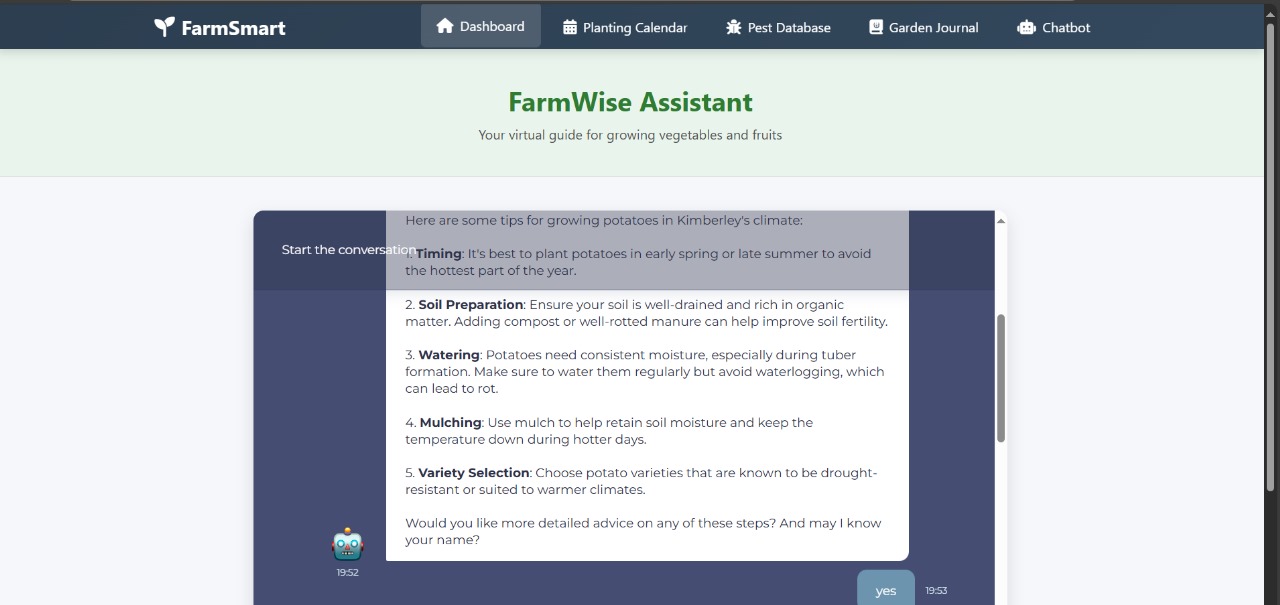 FarmSmart
Dashboard
Planting Calendar
Pest Database
Garden Journal
Chatbot
FarmWise Assistant
Your virtual guide for growing vegetables and fruits
Here are some tips for growing potatoes in Kimberley's climate:
Start the conversation
1. Timing: It's best to plant potatoes in early spring or late summer to avoid
the hottest part of the year.
2. Soil Preparation: Ensure your soil is well-drained and rich in organic
matter. Adding compost or well-rotted manure can help improve soil fertility.
3. Watering: Potatoes need consistent moisture, especially during tuber
formation. Make sure to water them regularly but avoid waterlogging, which
can lead to rot.
4. Mulching: Use mulch to help retain soil moisture and keep the
temperature down during hotter days.
5. Variety Selection: Choose potato varieties that are known to be drought-
resistant or suited to warmer climates.
Would you like more detailed advice on any of these steps? And may I know
your name?
19:52
yes
19:53